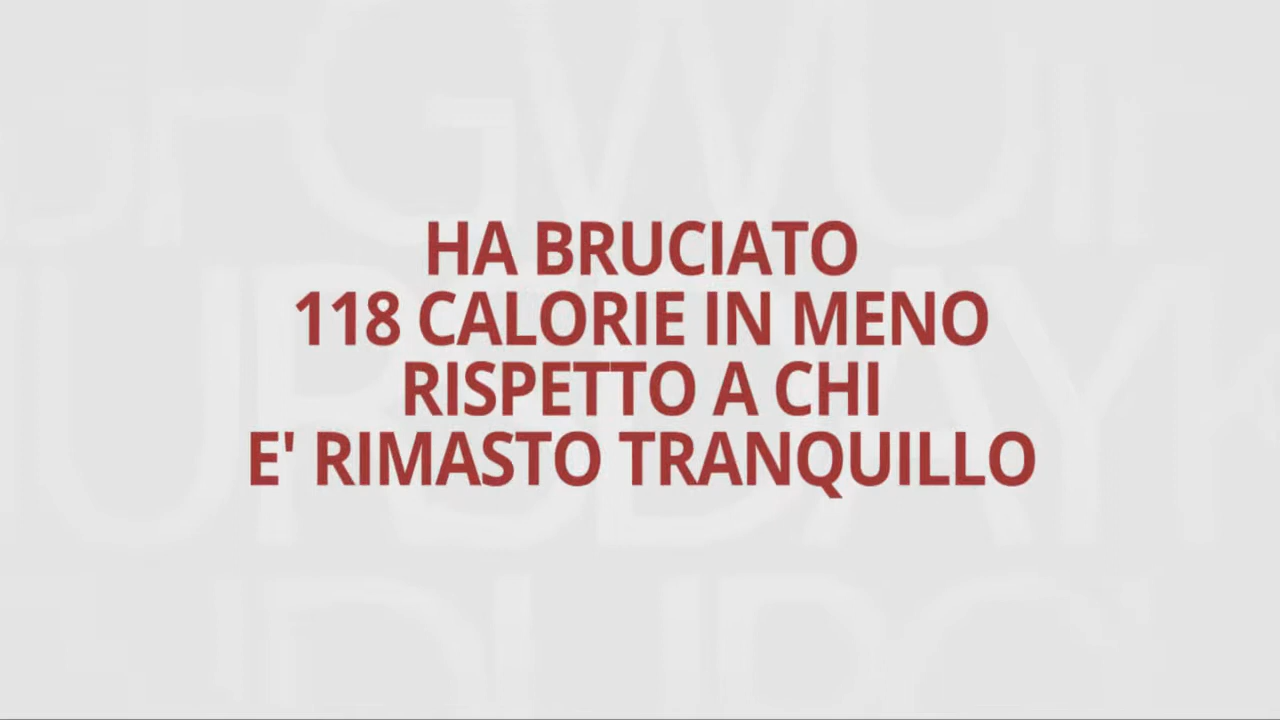 HA BRUCIATO
118 CALORIE IN MENO
RISPETTO A CHI
E' RIMASTO TRANQUILLO